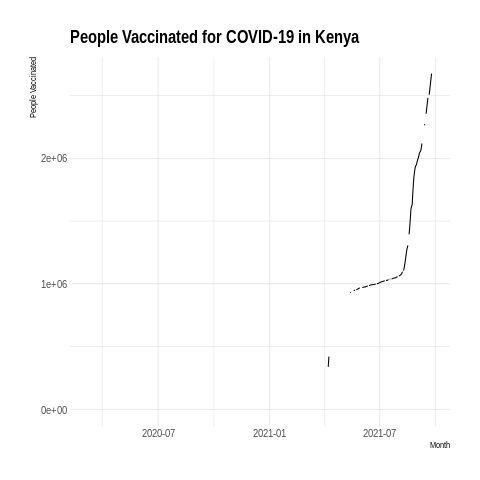 People Vaccinated for COVID-19 in Kenya
People Vaccinated
2e+06
1e+06
0e+00
2020-07 2021-01 2021-07
Month